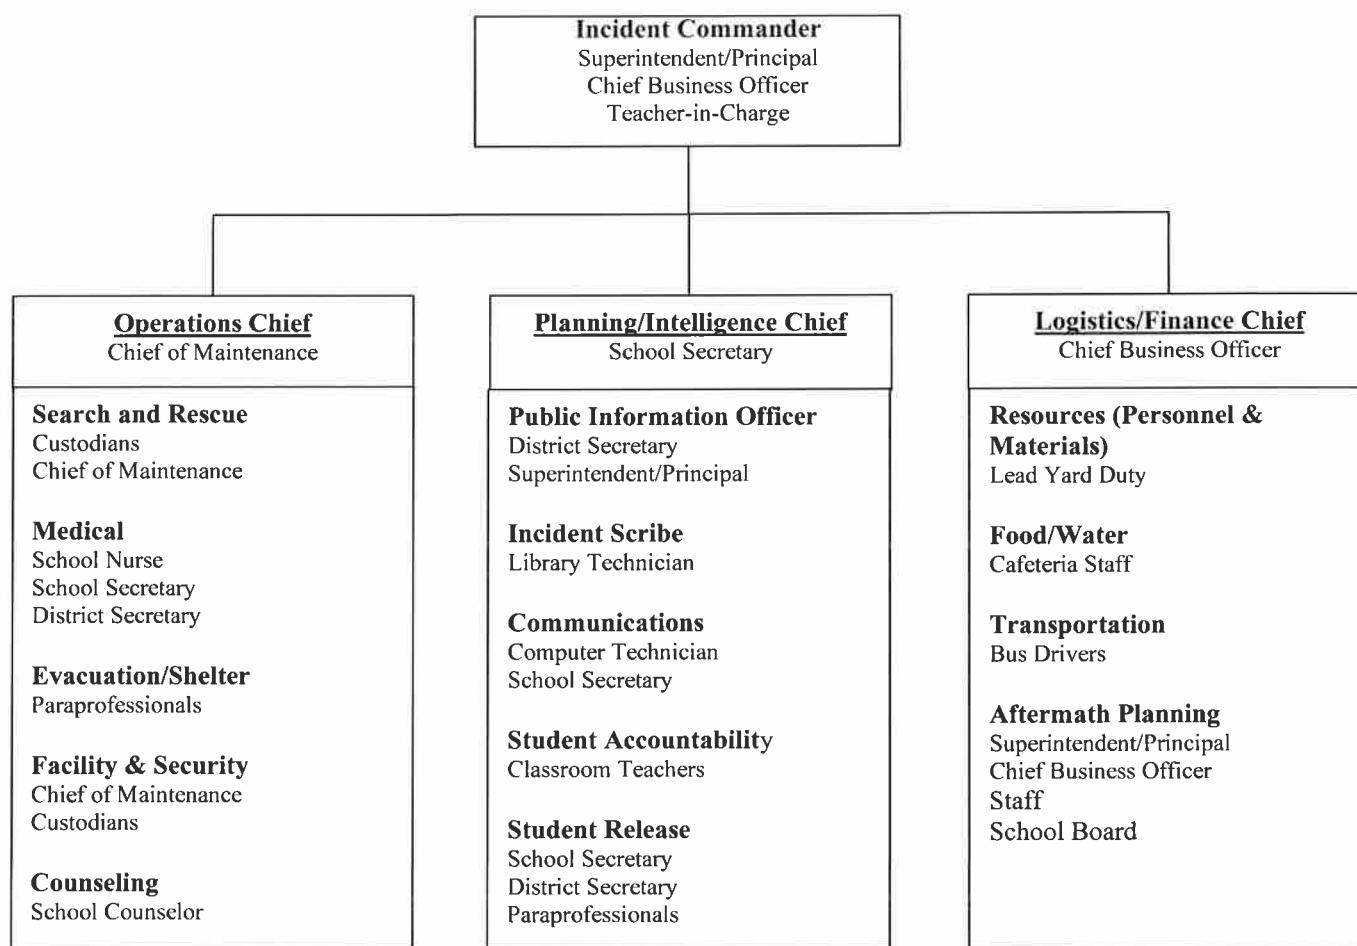 Incident Commander
Superintendent/Principal
Chief Business Officer
Teacher-in-Charge
Operations Chief
Chief of Maintenance
Search and Rescue
Custodians
Chief of Maintenance
Medical
School Nurse
School Secretary
District Secretary
Evacuation/Shelter
Paraprofessionals
Facility & Security
Chief of Maintenance
Custodians
Counseling
School Counselor
Planning/Intelligence Chief
School Secretary
Public Information Officer
District Secretary
Superintendent/Principal
Incident Scribe
Library Technician
Communications
Computer Technician
School Secretary
Student Accountability
Classroom Teachers
Student Release
School Secretary
District Secretary
Paraprofessionals
Logistics/Finance Chief
Chief Business Officer
Resources (Personnel &
Materials)
Lead Yard Duty
Food/Water
Cafeteria Staff
Transportation
Bus Drivers
Aftermath Planning
Superintendent/Principal
Chief Business Officer
Staff
School Board